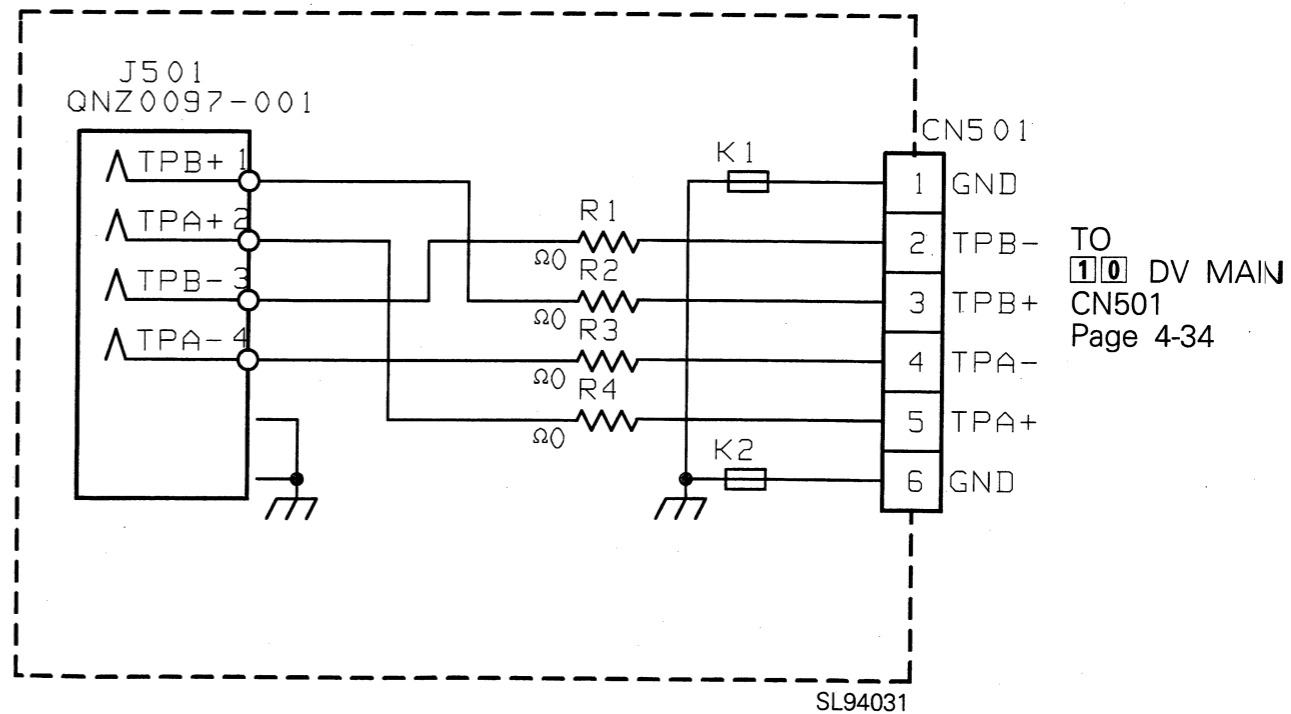 J501
QNZ0097-001
TPB+ 1
TPA+ 2
TPB- 3
TPA- 4
R1
Ω0
R2
Ω0
R3
Ω0
R4
Ω0
K1
K2
CN501
1 GND
2 TPB-
3 TPB+
4 TPA-
5 TPA+
6 GND
TO
10 DV MAIN
CN501
Page 4-34
SL94031